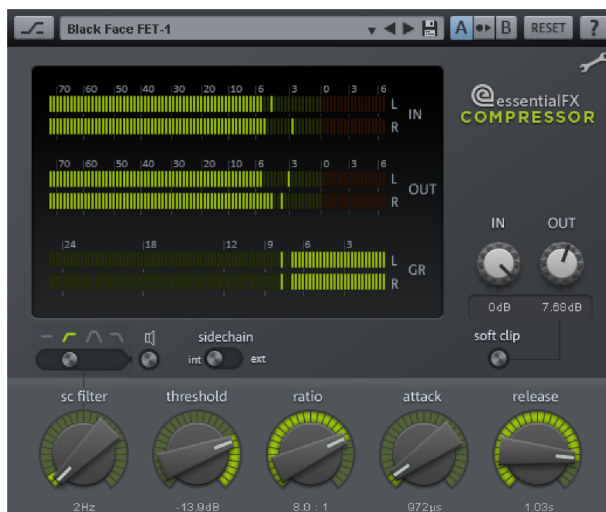 Black Face FET-1 A B RESET ?
70 60 50 40 30 20 10 6 3 0 3 6
L
IN
R
essentialFX
COMPRESSOR
70 60 50 40 30 20 10 6 3 0 3 6
L
OUT
R
24 18 12 9 6 3
L
GR
R
IN OUT
0dB 7.68dB
sidechain
int ext
soft clip
sc filter threshold ratio attack release
2Hz -13.9dB 8.0 : 1 972µs 1.03s